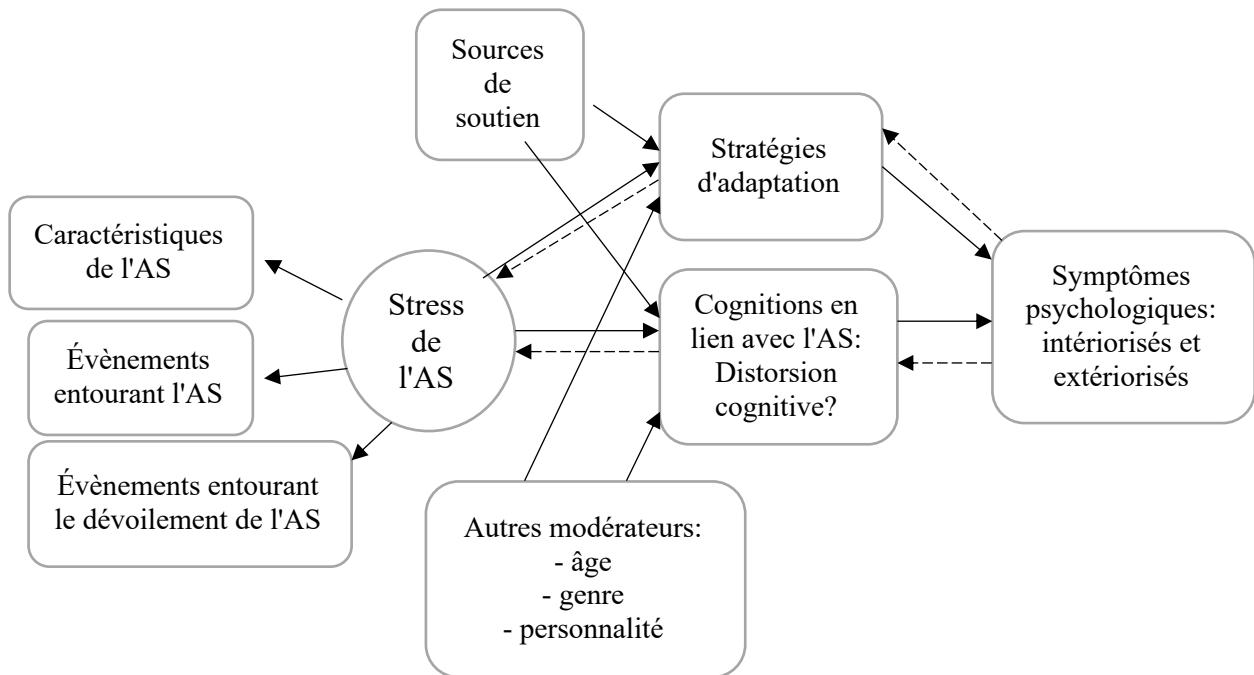 Sources
de
soutien
Stratégies
d'adaptation
Caractéristiques
de l'AS
Stress
de
l'AS
Cognitions en
lien avec l'AS:
Distorsion
cognitive?
Symptômes
psychologiques:
intériorisés et
extériorisés
Évènements
entourant l'AS
Évènements entourant
le dévoilement de l'AS
Autres modérateurs:
- âge
- genre
- personnalité